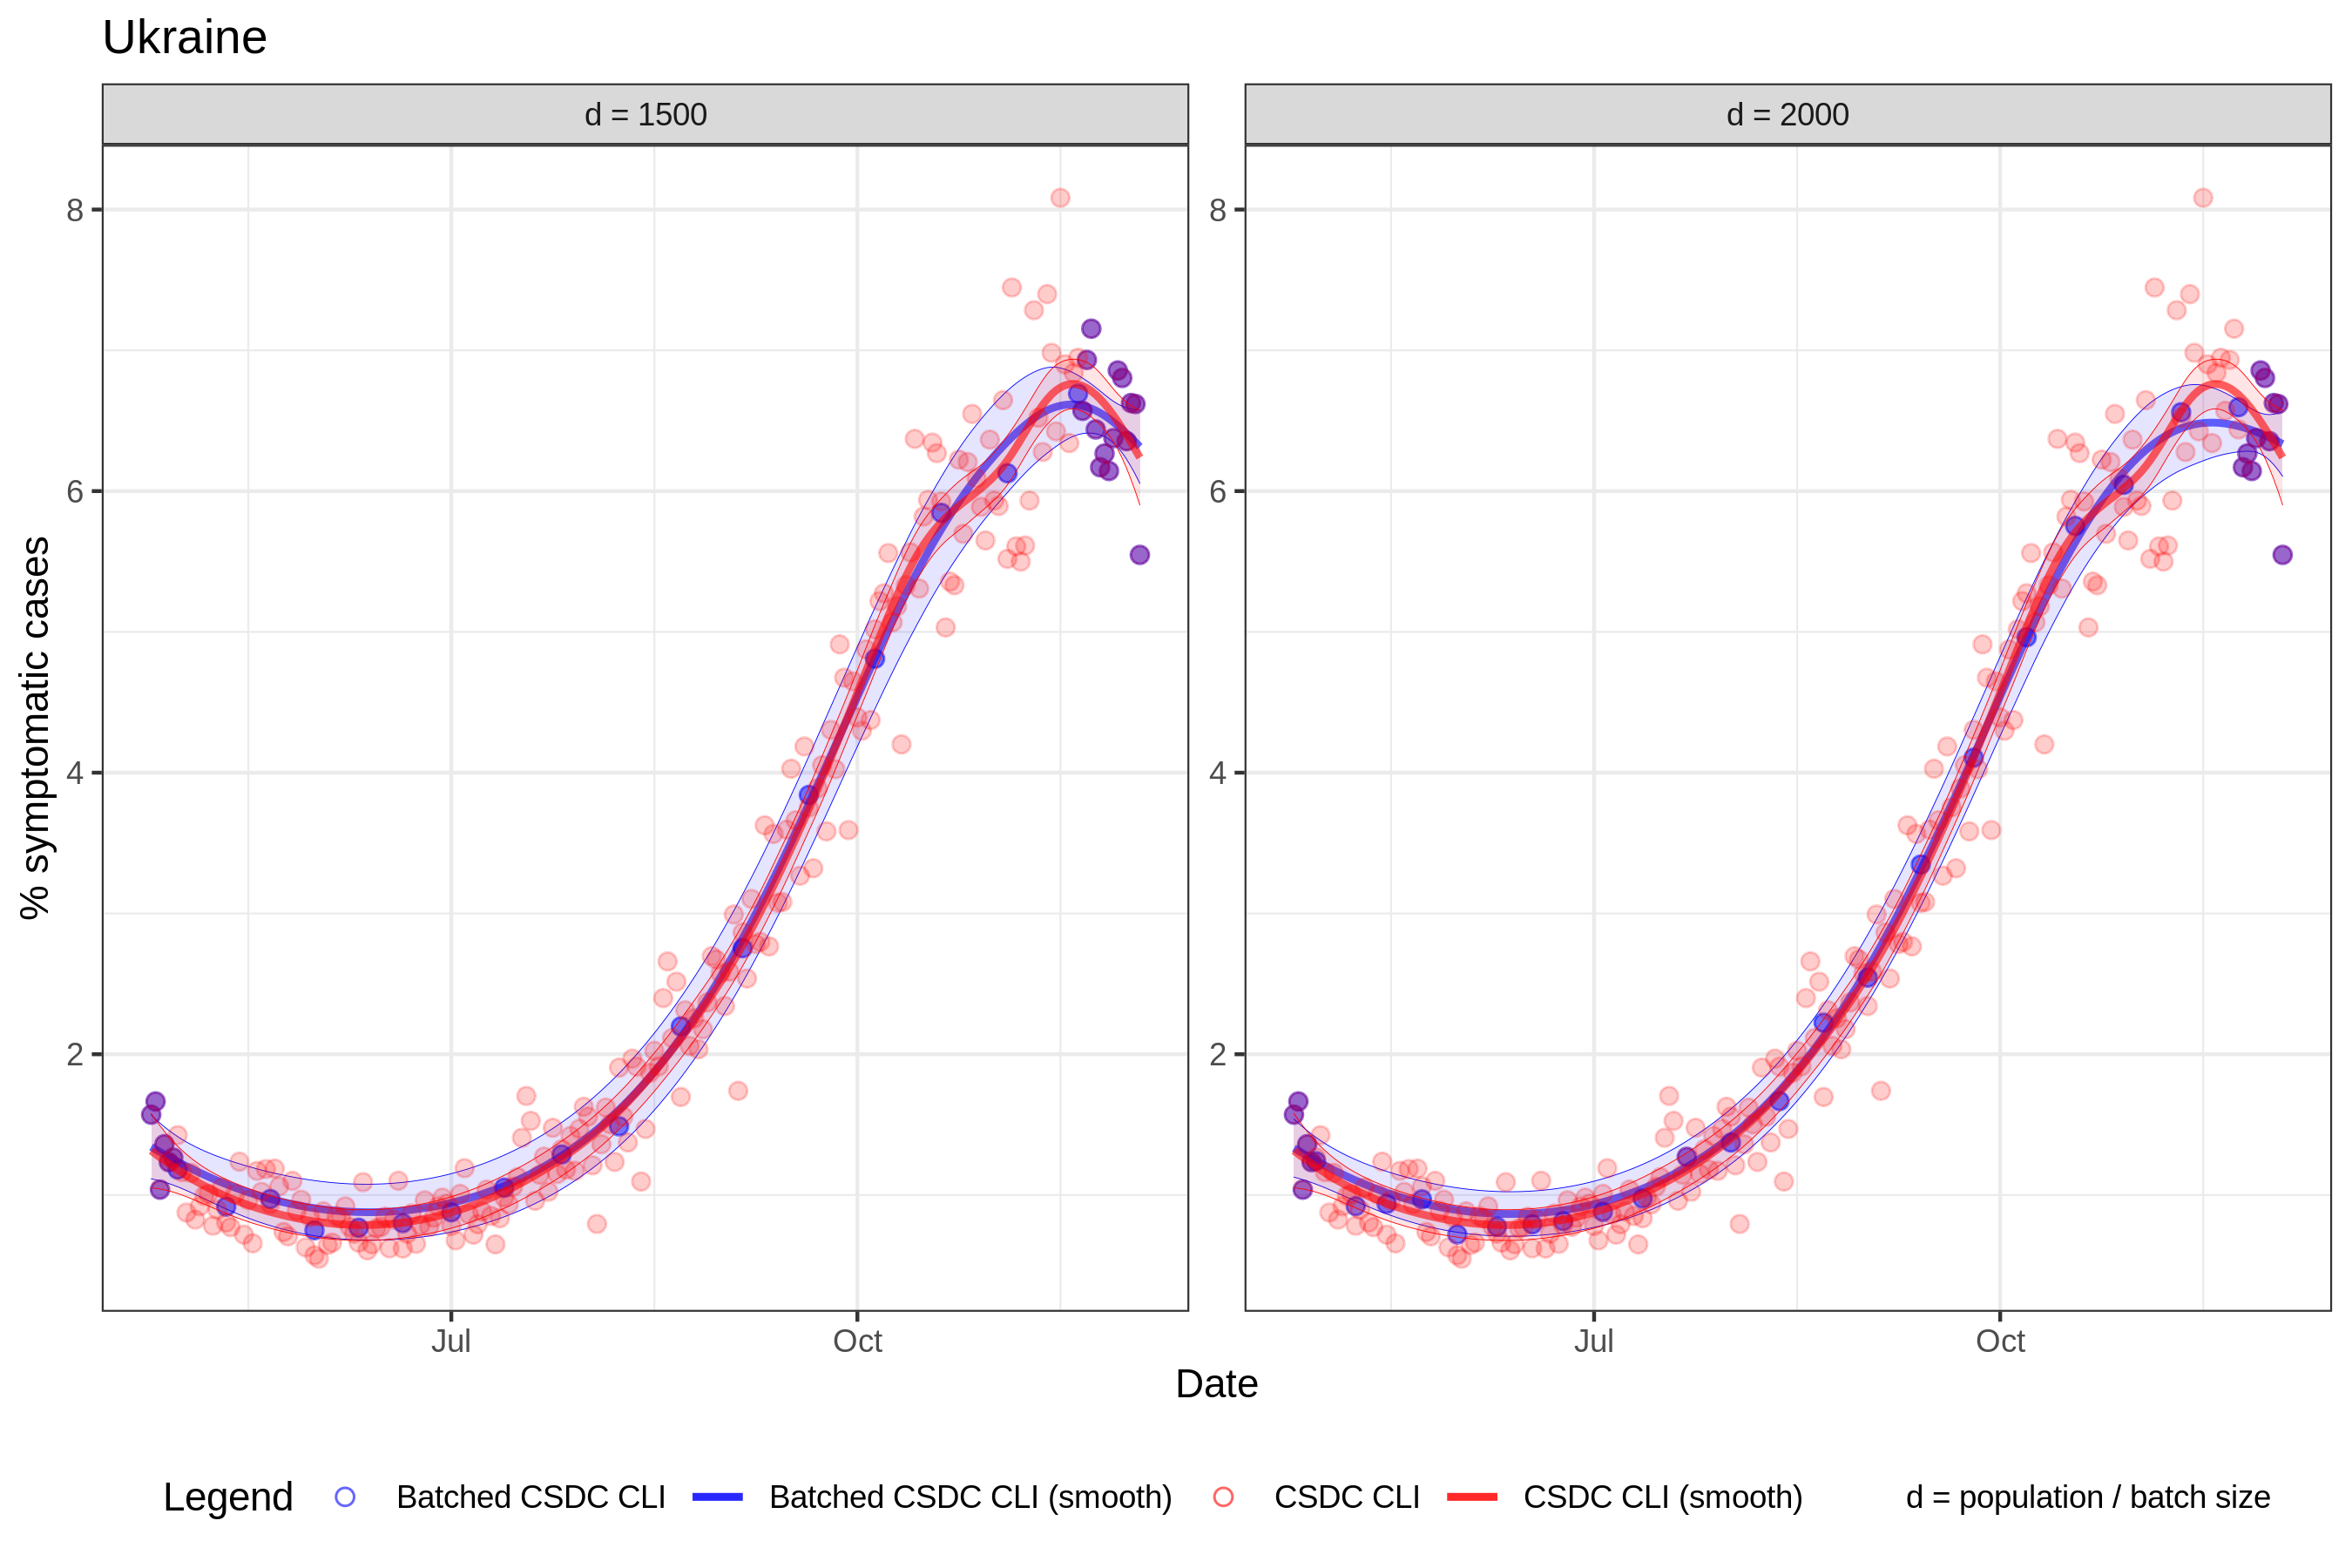 Ukraine
d = 1500
d = 2000
% symptomatic cases
8
6
4
2
8
6
4
2
Jul
Oct
Jul
Oct
Date
Legend
Batched CSDC CLI
Batched CSDC CLI (smooth)
CSDC CLI
CSDC CLI (smooth)
d = population / batch size